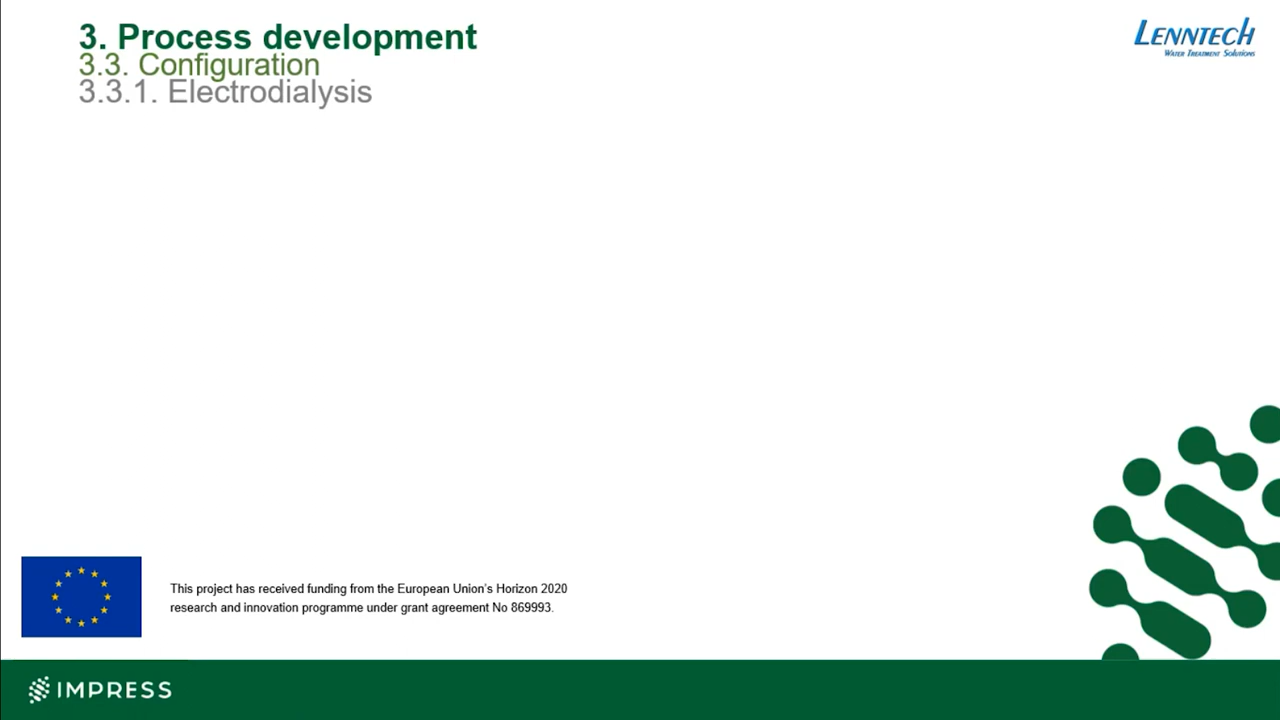 3. Process development
3.3. Configuration
3.3.1. Electrodialysis
LENNTECH
WATER TREATMENT SOLUTIONS
This project has received funding from the European Union's Horizon 2020
research and innovation programme under grant agreement No 869993.
IMPRESS